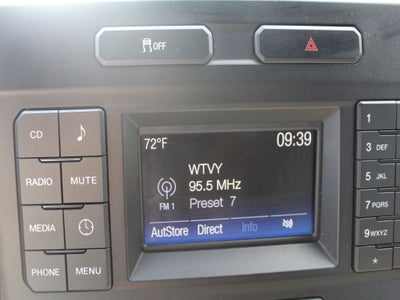 OFF
CD
RADIO
MUTE
MEDIA
PHONE
MENU
72°F
09:39
WTVY
95.5 MHz
FM 1
Preset 7
AutoStore Direct Info
1
3 DEF
5 JKL
7 PQRS
9 WXYZ
*